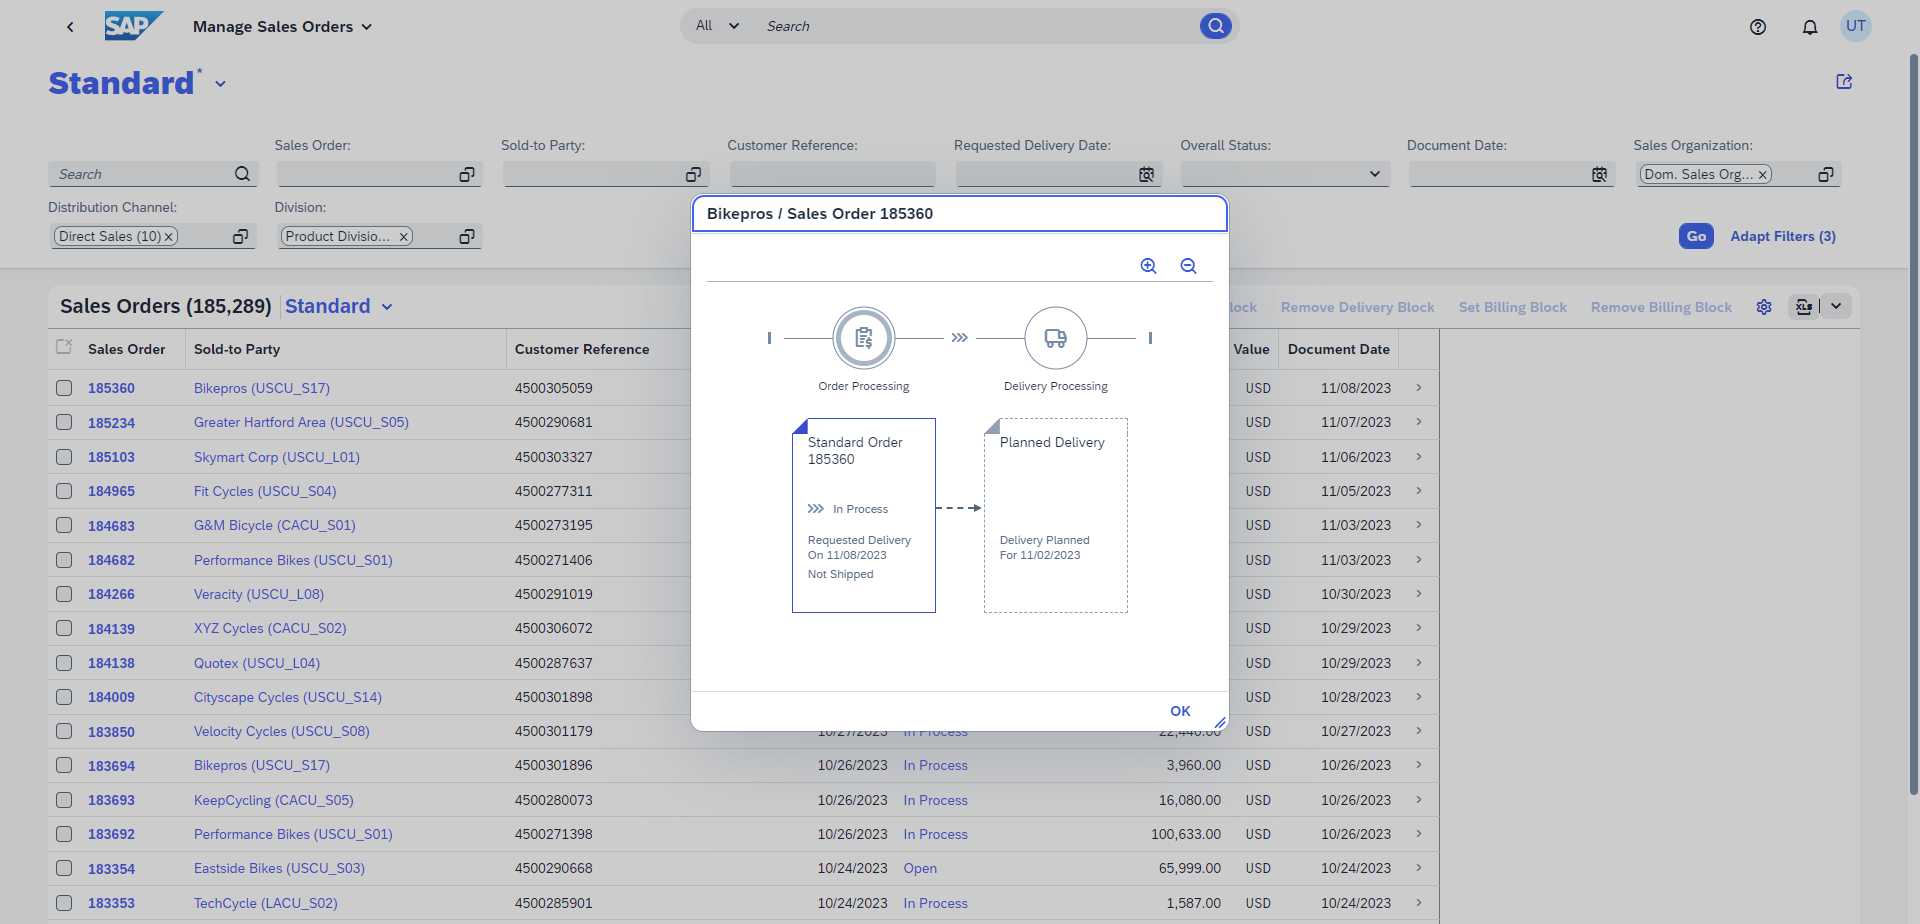 SAP
Manage Sales Orders
All
Search
UT
Standard*
Sales Order:
Sold-to Party:
Customer Reference:
Requested Delivery Date:
Overall Status:
Document Date:
Sales Organization:
Search
Dom. Sales Org...
Distribution Channel:
Division:
Direct Sales (10)
Product Divisio...
Go
Adapt Filters (3)
Bikepros / Sales Order 185360
Order Processing
Delivery Processing
Standard Order
185360
In Process
Requested Delivery
On 11/08/2023
Not Shipped
Planned Delivery
Delivery Planned
For 11/02/2023
OK
Sales Orders (185,289) Standard
lock Remove Delivery Block Set Billing Block Remove Billing Block
XLS
Sales Order Sold-to Party Customer Reference Value Document Date
185360 Bikepros (USCU_S17) 4500305059 USD 11/08/2023
185234 Greater Hartford Area (USCU_S05) 4500290681 USD 11/07/2023
185103 Skymart Corp (USCU_L01) 4500303327 USD 11/06/2023
184965 Fit Cycles (USCU_S04) 4500277311 USD 11/05/2023
184683 G&M Bicycle (CACU_S01) 4500273195 USD 11/03/2023
184682 Performance Bikes (USCU_S01) 4500271406 USD 11/03/2023
184266 Veracity (USCU_L08) 4500291019 USD 10/30/2023
184139 XYZ Cycles (CACU_S02) 4500306072 USD 10/29/2023
184138 Quotex (USCU_L04) 4500287637 USD 10/29/2023
184009 Cityscape Cycles (USCU_S14) 4500301898 USD 10/28/2023
183850 Velocity Cycles (USCU_S08) 4500301179 10/27/2023 In Process 22,440.00 USD 10/27/2023
183694 Bikepros (USCU_S17) 4500301896 10/26/2023 In Process 3,960.00 USD 10/26/2023
183693 KeepCycling (CACU_S05) 4500280073 10/26/2023 In Process 16,080.00 USD 10/26/2023
183692 Performance Bikes (USCU_S01) 4500271398 10/26/2023 In Process 100,633.00 USD 10/26/2023
183354 Eastside Bikes (USCU_S03) 4500290668 10/24/2023 Open 65,999.00 USD 10/24/2023
183353 TechCycle (LACU_S02) 4500285901 10/24/2023 In Process 1,587.00 USD 10/24/2023